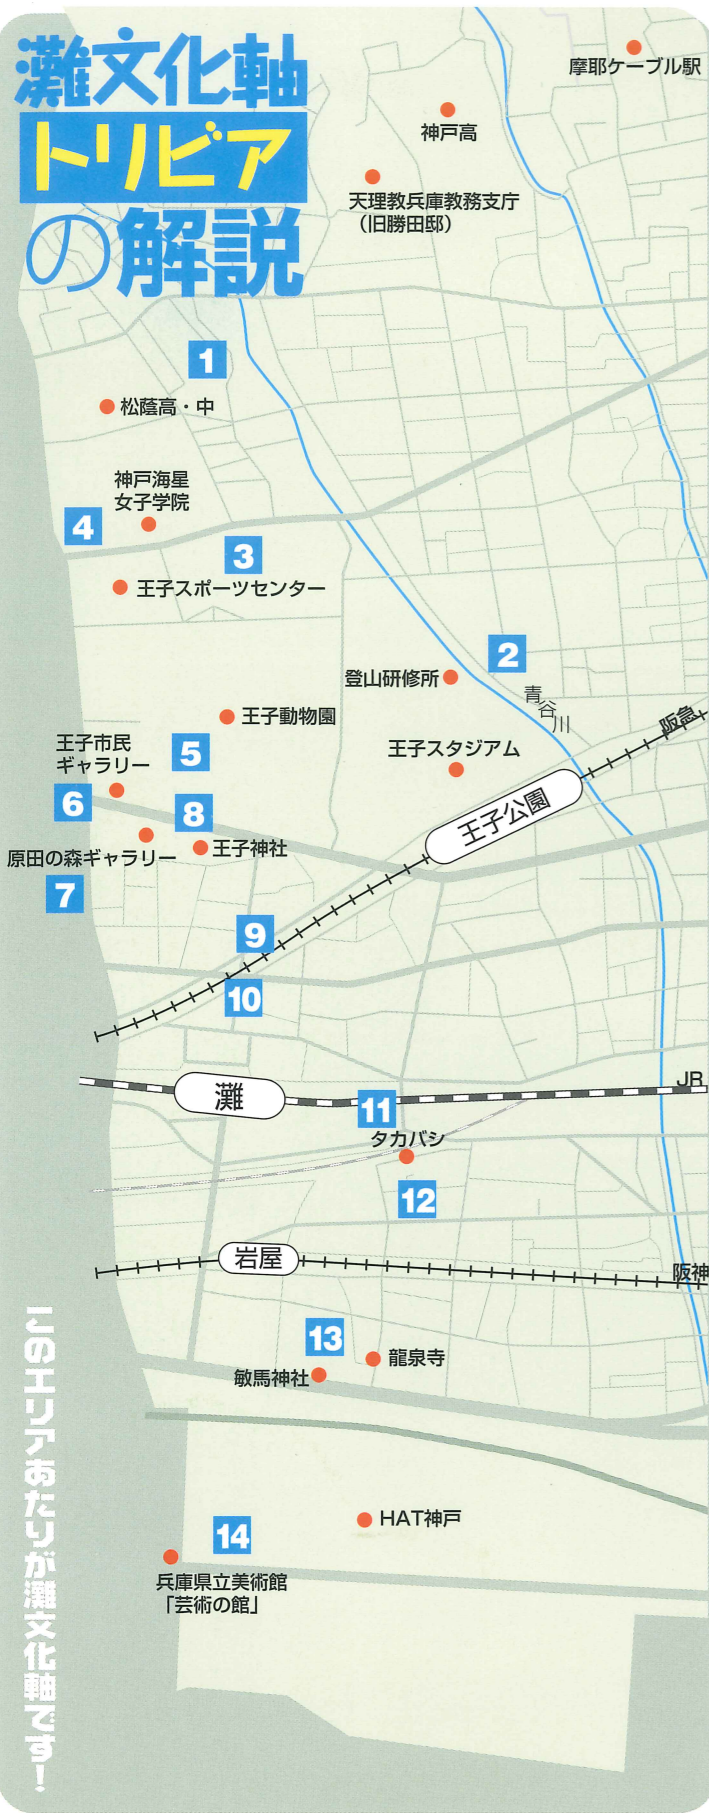 灘文化軸
トリビア
の解説
摩耶ケーブル駅
神戸高
天理教兵庫教務支庁
（旧勝田邸）
1
松蔭高・中
神戸海星
女子学院
4
3
王子スポーツセンター
2
登山研修所
青谷川
阪急
王子動物園
王子市民
ギャラリー
5
王子スタジアム
6
8
王子公園
原田の森ギャラリー
王子神社
7
9
10
JR
灘
11
タカハシ
12
岩屋
阪神
13
龍泉寺
敏馬神社
HAT神戸
14
兵庫県立美術館
「芸術の館」
このエリアあたりが灘文化軸です！